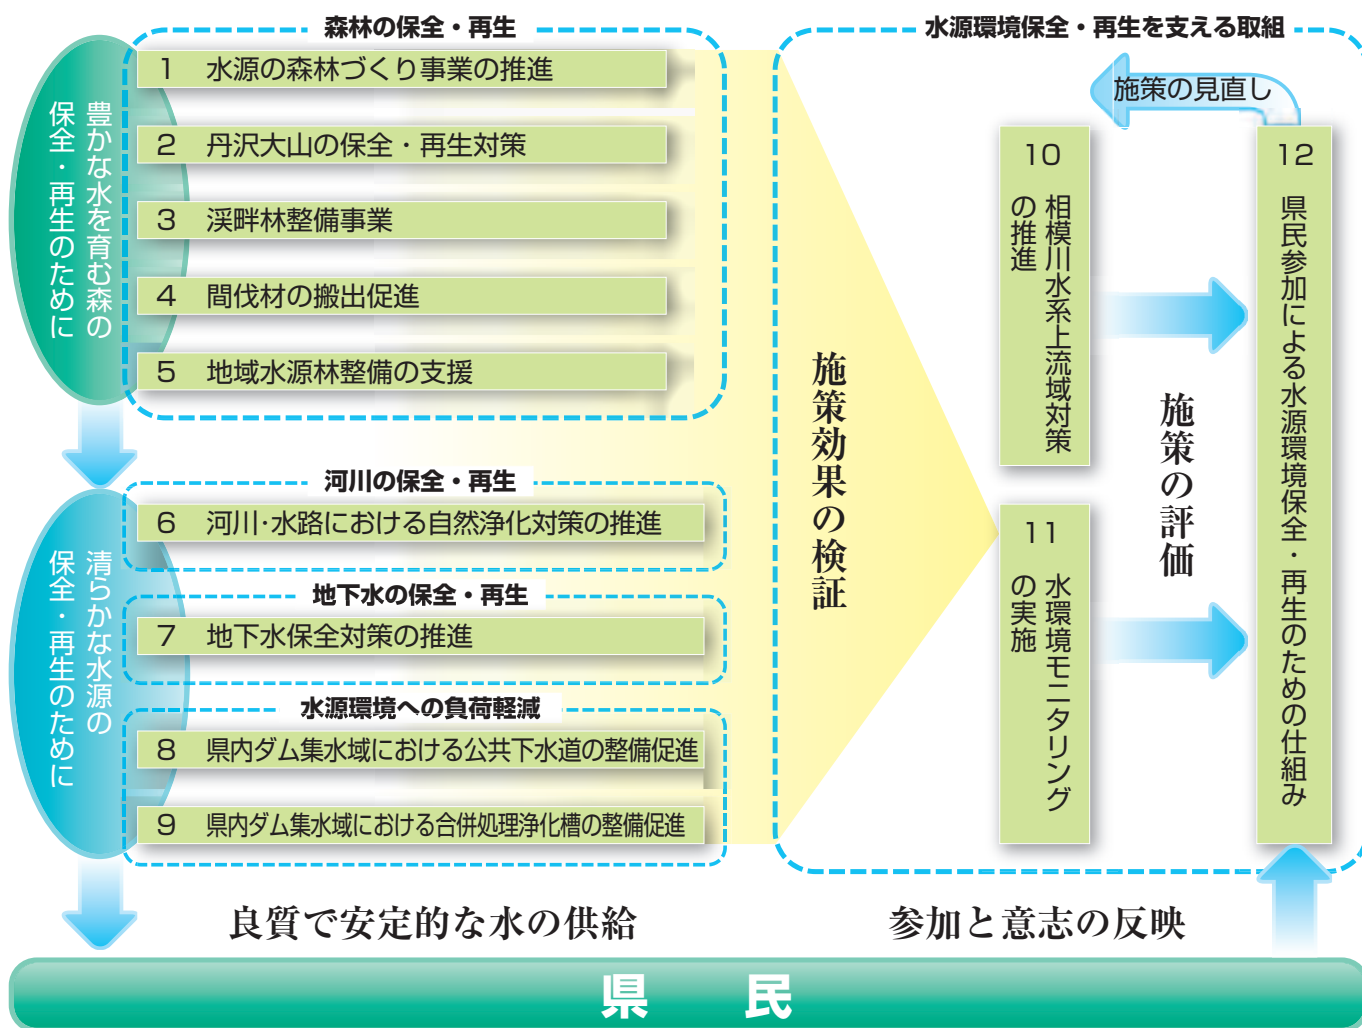 森林の保全・再生
豊かな水を育む森の
保全・再生のために
1 水源の森林づくり事業の推進
2 丹沢大山の保全・再生対策
3 渓畔林整備事業
4 間伐材の搬出促進
5 地域水源林整備の支援
清らかな水源の
保全・再生のために
河川の保全・再生
6 河川・水路における自然浄化対策の推進
地下水の保全・再生
7 地下水保全対策の推進
水源環境への負荷軽減
8 県内ダム集水域における公共下水道の整備促進
9 県内ダム集水域における合併処理浄化槽の整備促進
施策効果の検証
水源環境保全・再生を支える取組
施策の見直し
10 相模川水系上流域対策
の推進
11 水環境モニタリング
の実施
施策の評価
12 県民参加による水源環境保全・再生のための仕組み
良質で安定的な水の供給
参加と意志の反映
県 民